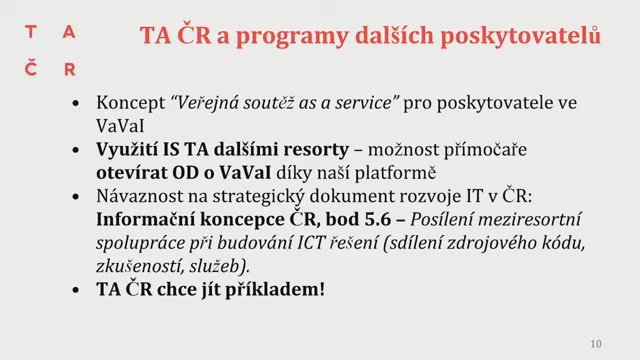 T A
Č R
TA ČR a programy dalších poskytovatelů
• Koncept “Veřejná soutěž as a service” pro poskytovatele ve
VaVaI
• Využití IS TA dalšími resorty – možnost přímočaře
otevírat OD o VaVaI díky naší platformě
• Návaznost na strategický dokument rozvoje IT v ČR:
Informační koncepce ČR, bod 5.6 – Posílení meziresortní
spolupráce při budování ICT řešení (sdílení zdrojového kódu,
zkušeností, služeb).
• TA ČR chce jít příkladem!
10